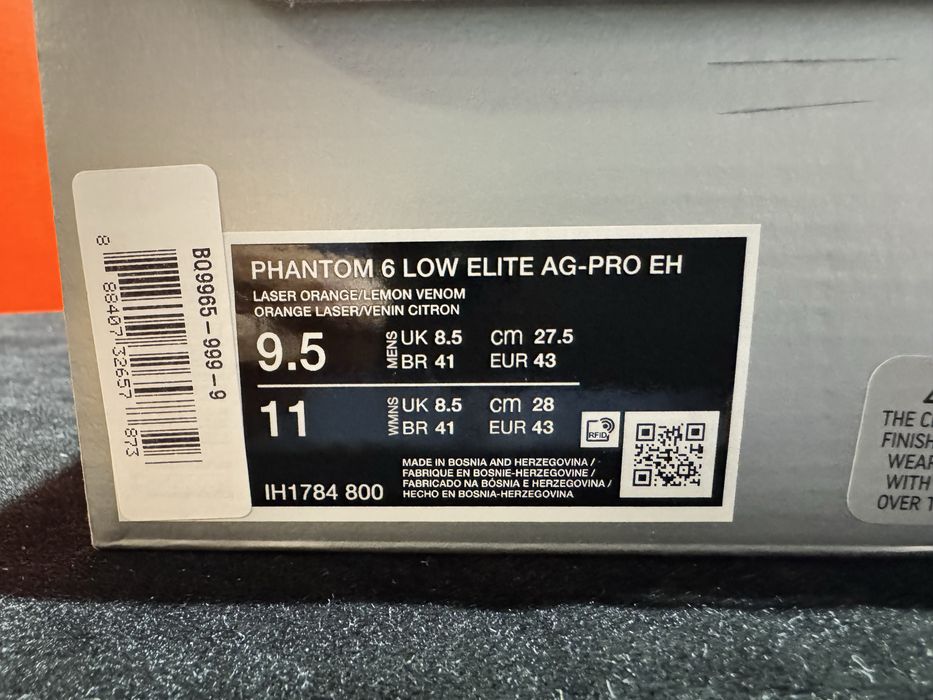 BQ9965-999-9
8 88407 32657 873
PHANTOM 6 LOW ELITE AG-PRO EH
LASER ORANGE/LEMON VENOM
ORANGE LASER/VENIN CITRON
9.5 MENS UK 8.5 cm 27.5
BR 41 EUR 43
11 WMNS UK 8.5 cm 28
BR 41 EUR 43
RFID
MADE IN BOSNIA AND HERZEGOVINA /
FABRIQUE EN BOSNIE-HERZEGOVINE /
FABRICADO NA BÓSNIA E HERZEGOVINA /
HECHO EN BOSNIA-HERZEGOVINA
IH1784 800
THE
FINISH
WEAR
WITH
OVER